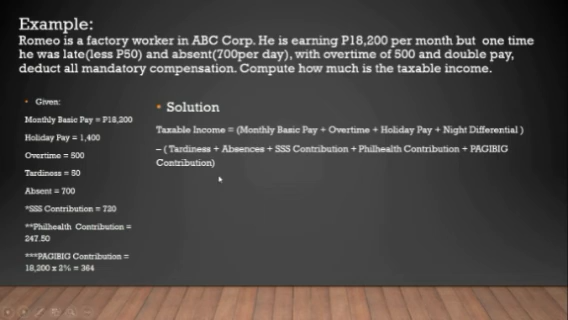 Example:
Romeo is a factory worker in ABC Corp. He is earning P18,200 per month but one time
he was late(less P50) and absent(700per day), with overtime of 500 and double pay,
deduct all mandatory compensation. Compute how much is the taxable income.
• Given:
Monthly Basic Pay = P18,200
Holiday Pay = 1,400
Overtime = 500
Tardiness = 50
Absent = 700
*SSS Contribution = 720
**Philhealth Contribution =
247.50
***PAGIBIG Contribution =
18,200 x 2% = 364
• Solution
Taxable Income = (Monthly Basic Pay + Overtime + Holiday Pay + Night Differential )
– ( Tardiness + Absences + SSS Contribution + Philhealth Contribution + PAGIBIG
Contribution)